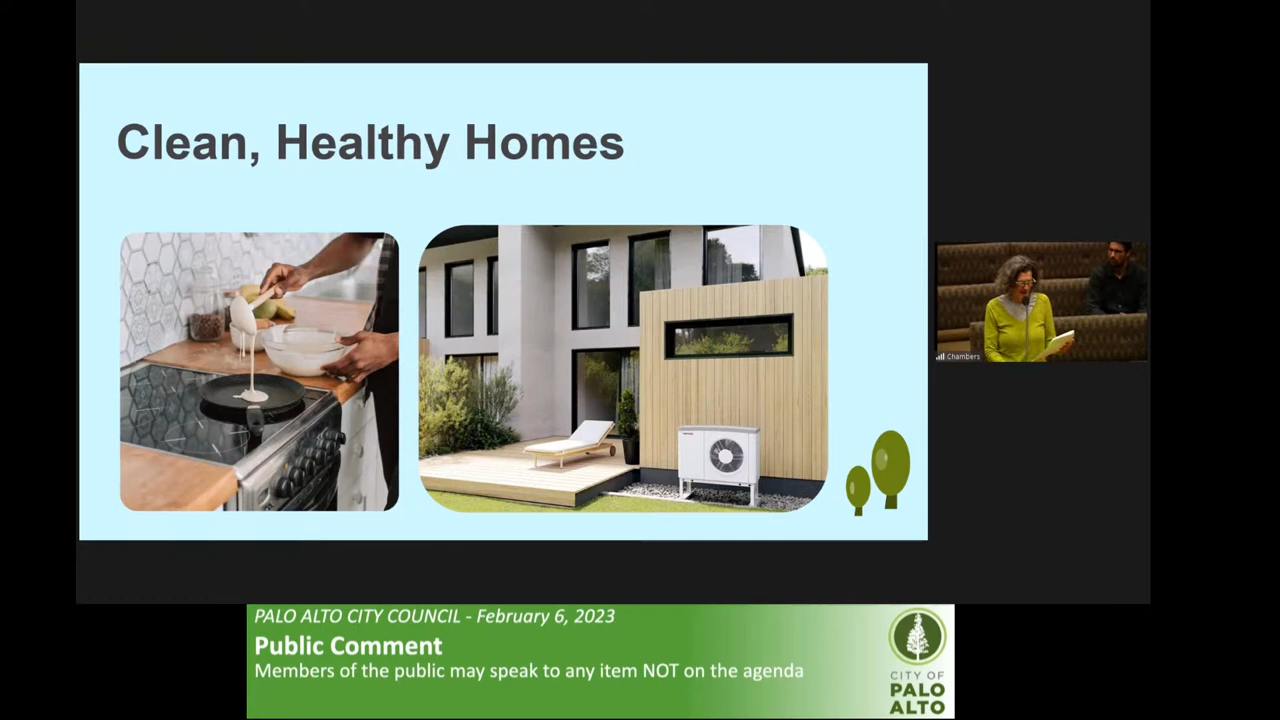 Clean, Healthy Homes
Chambers
PALO ALTO CITY COUNCIL - February 6, 2023
Public Comment
Members of the public may speak to any item NOT on the agenda
CITY OF
PALO
ALTO